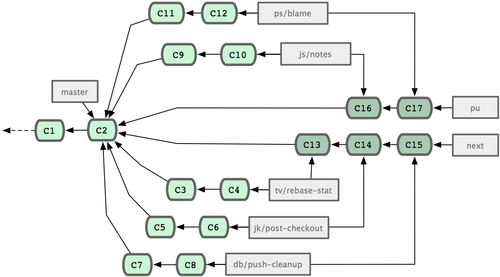 C11 C12 ps/blame
C9 C10 js/notes
master
C16 C17 pu
C1 C2
C13 C14 C15 next
C3 C4 tv/rebase-stat
C5 C6 jk/post-checkout
C7 C8 db/push-cleanup